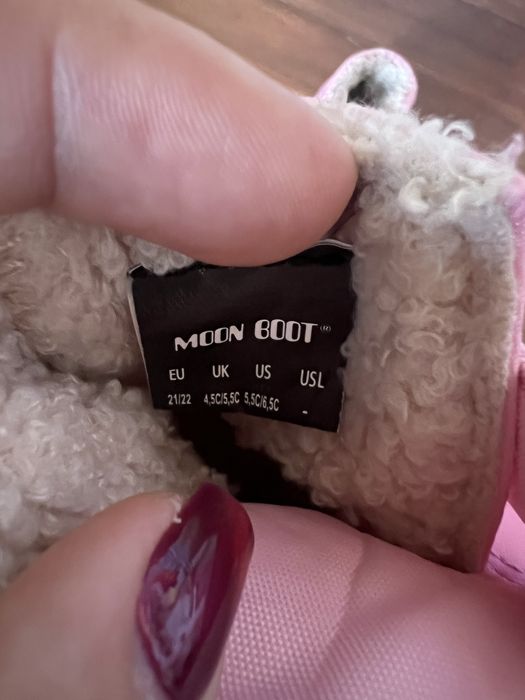 MOON BOOT®
EU UK US USL
21/22 4,5C/5,5C 5,5C/6,5C -